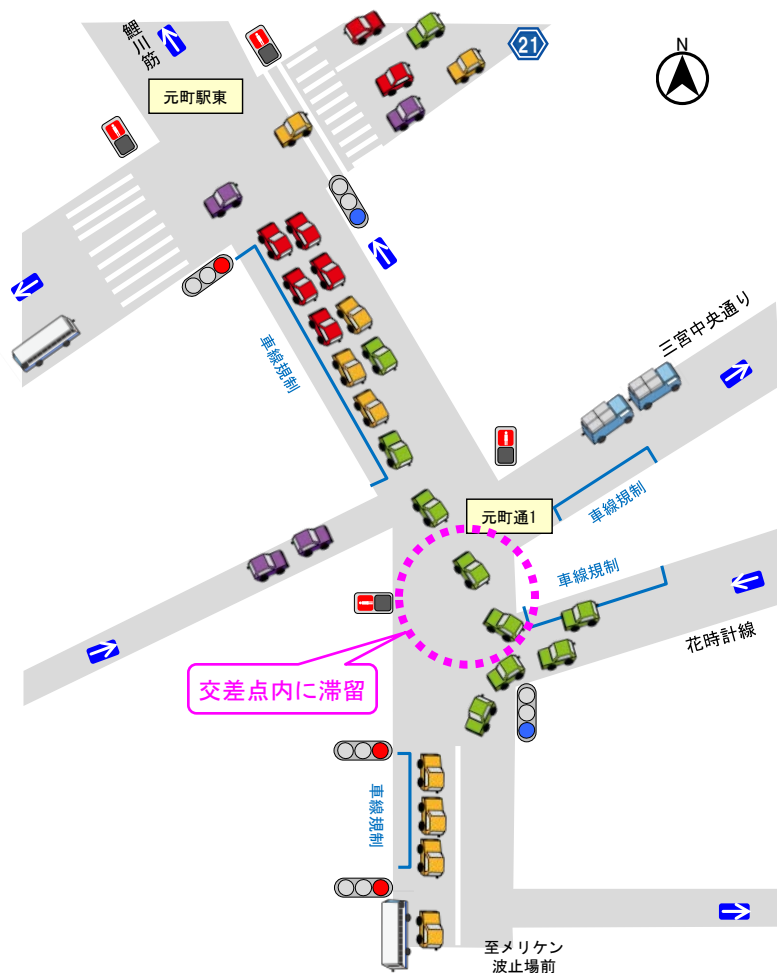 鯉川筋
21
N
元町駅東
三宮中央通り
車線規制
元町通1
車線規制
車線規制
花時計線
交差点内に滞留
車線規制
至メリケン
波止場前